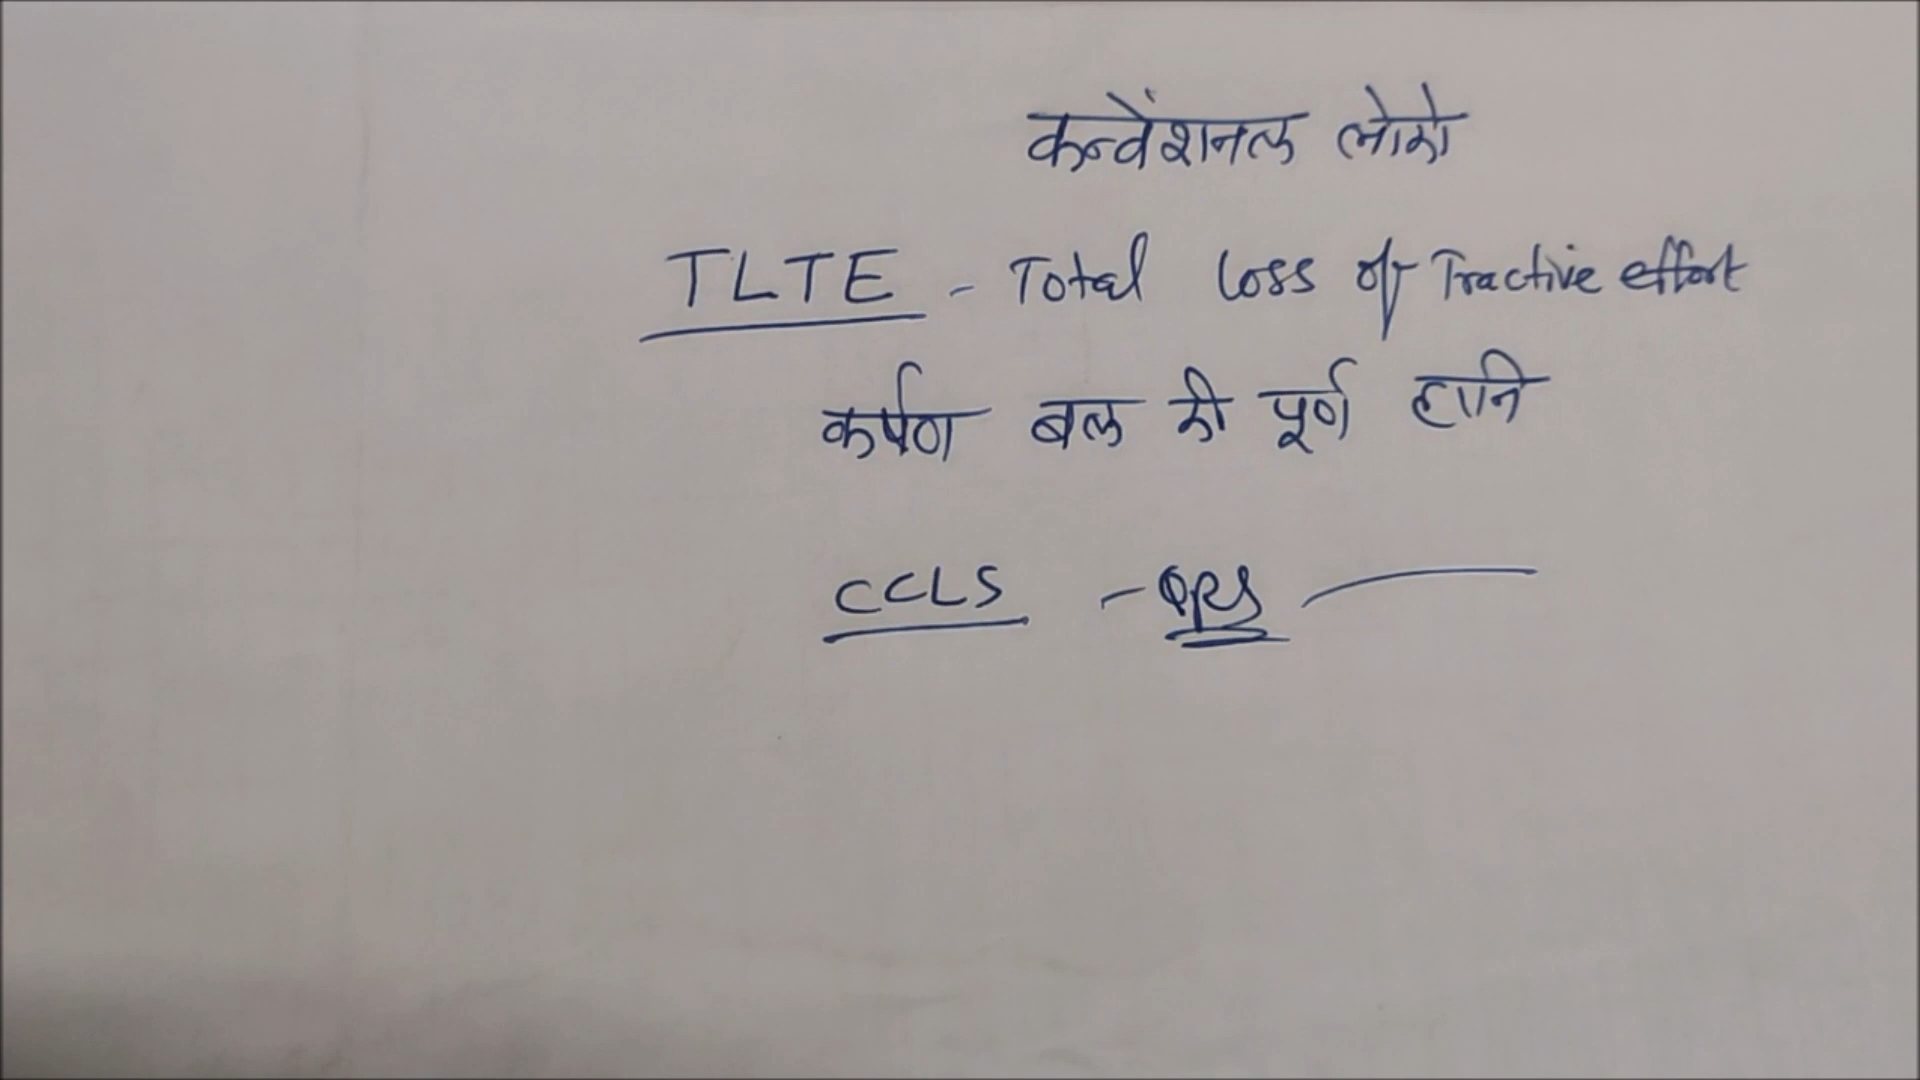 कन्वेंशनल लोको
TLTE - Total Loss of Tractive effort
कर्षण बल की पूर्ण हानि
CCLS -